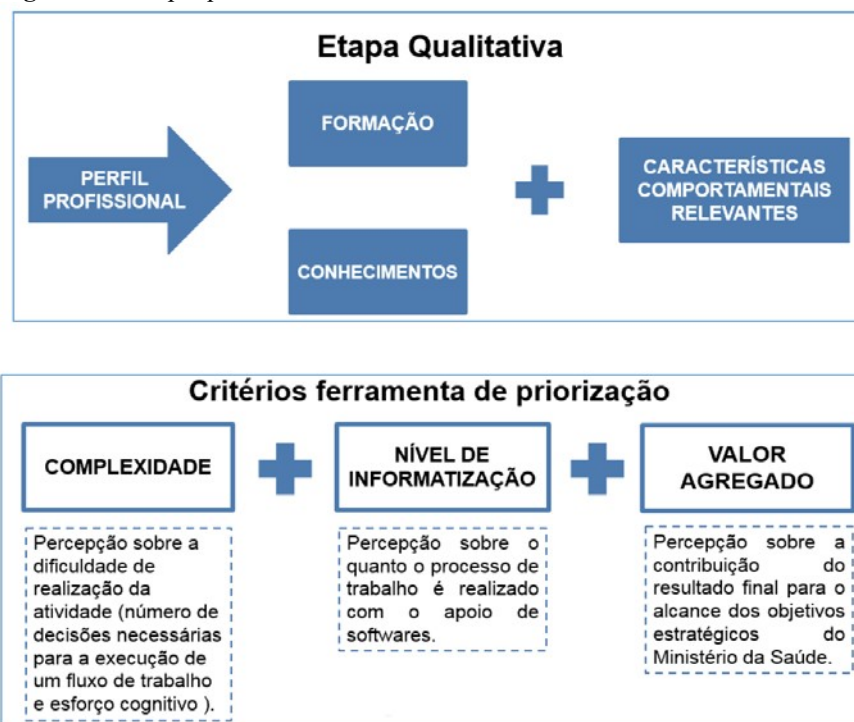 Etapa Qualitativa
FORMAÇÃO
PERFIL
PROFISSIONAL
CONHECIMENTOS
CARACTERÍSTICAS
COMPORTAMENTAIS
RELEVANTES
Critérios ferramenta de priorização
COMPLEXIDADE
NÍVEL DE
INFORMATIZAÇÃO
VALOR
AGREGADO
Percepção sobre a
dificuldade de
realização da
atividade (número de
decisões necessárias
para a execução de
um fluxo de trabalho
e esforço cognitivo ).
Percepção sobre o
quanto o processo de
trabalho é realizado
com o apoio de
softwares.
Percepção sobre a
contribuição do
resultado final para o
alcance dos objetivos
estratégicos do
Ministério da Saúde.